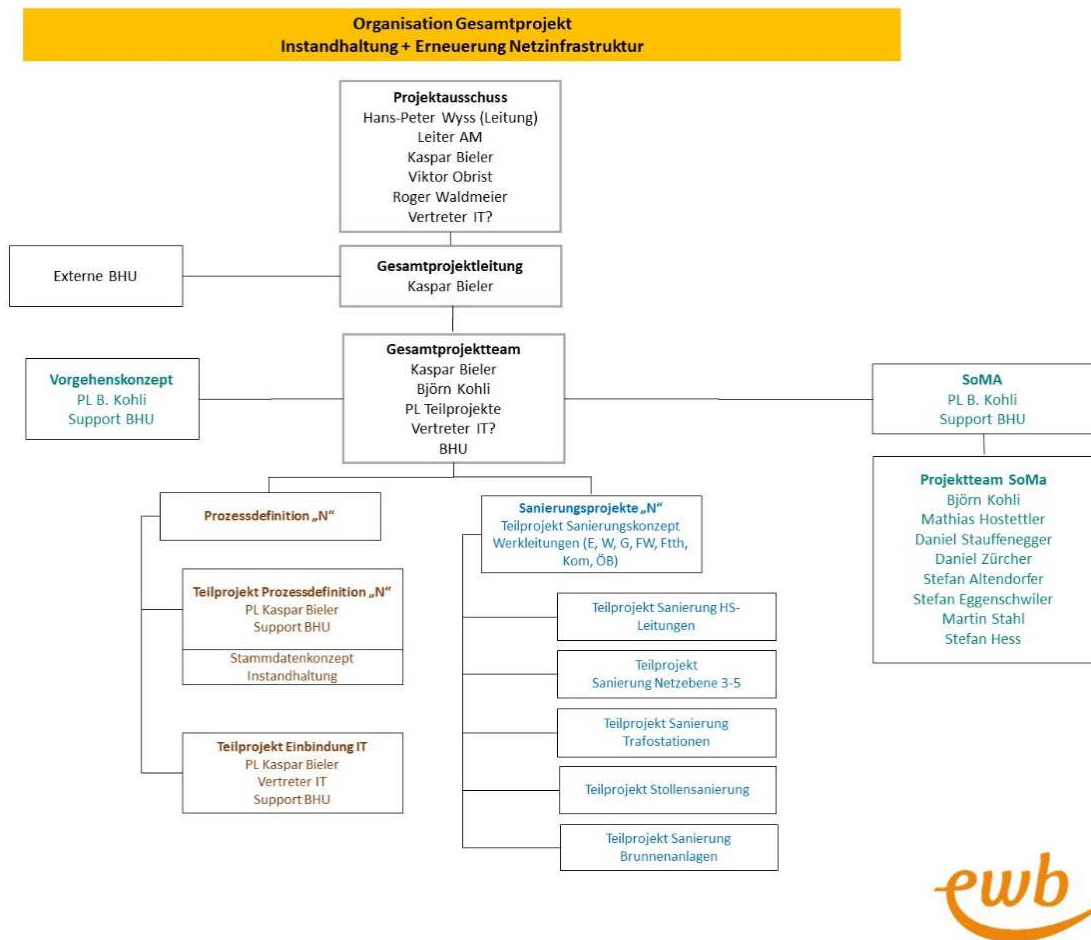 Organisation Gesamtprojekt
Instandhaltung + Erneuerung Netzinfrastruktur
Projektausschuss
Hans-Peter Wyss (Leitung)
Leiter AM
Kaspar Bieler
Viktor Obrist
Roger Waldmeier
Vertreter IT?
Externe BHU
Gesamtprojektleitung
Kaspar Bieler
Gesamtprojektteam
Kaspar Bieler
Björn Kohli
PL Teilprojekte
Vertreter IT?
BHU
Vorgehenskonzept
PL B. Kohli
Support BHU
SoMA
PL B. Kohli
Support BHU
Projektteam SoMa
Björn Kohli
Mathias Hostettler
Daniel Stauffenegger
Daniel Zürcher
Stefan Altendorfer
Stefan Eggenschwiler
Martin Stahl
Stefan Hess
Prozessdefinition „N“
Teilprojekt Prozessdefinition „N“
PL Kaspar Bieler
Support BHU
Stammdatenkonzept
Instandhaltung
Teilprojekt Einbindung IT
PL Kaspar Bieler
Vertreter IT
Support BHU
Sanierungsprojekte „N“
Teilprojekt Sanierungskonzept
Werkleitungen (E, W, G, FW, Ftth,
Kom, ÖB)
Teilprojekt Sanierung HS-
Leitungen
Teilprojekt
Sanierung Netzebene 3-5
Teilprojekt Sanierung
Trafostationen
Teilprojekt Stollensanierung
Teilprojekt Sanierung
Brunnenanlagen
ewb